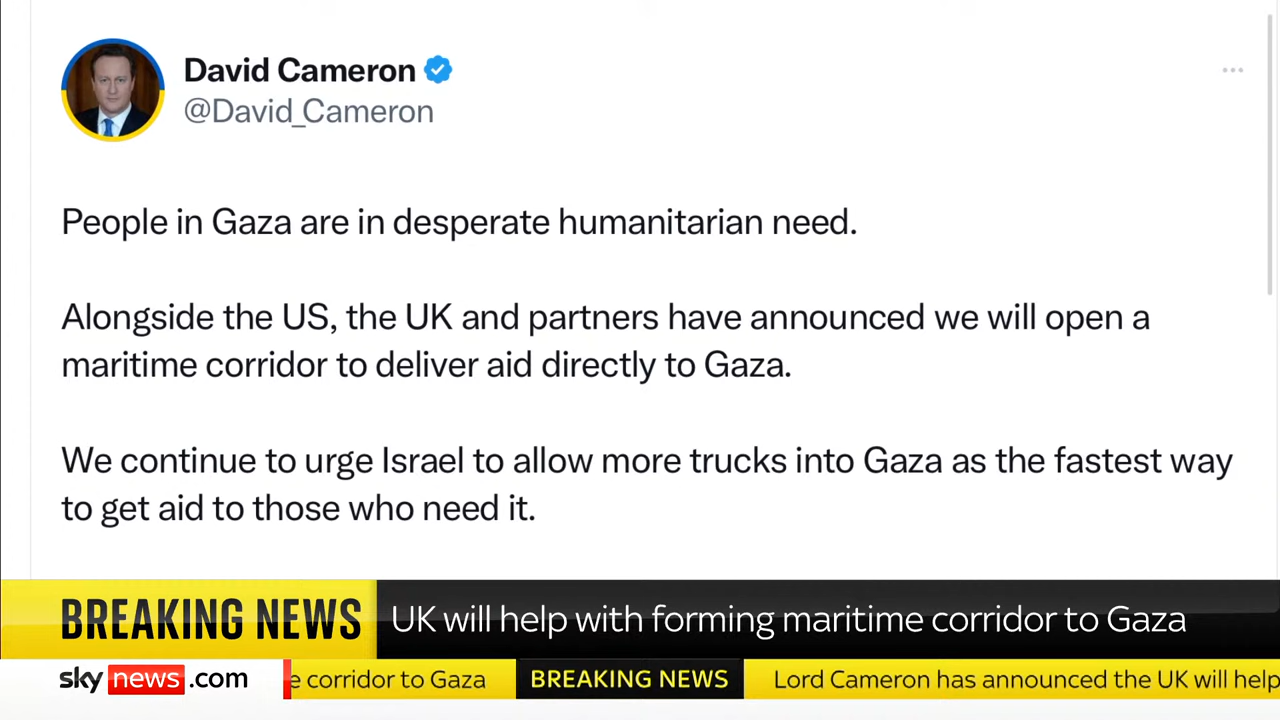 David Cameron
@David_Cameron
People in Gaza are in desperate humanitarian need.
Alongside the US, the UK and partners have announced we will open a
maritime corridor to deliver aid directly to Gaza.
We continue to urge Israel to allow more trucks into Gaza as the fastest way
to get aid to those who need it.
BREAKING NEWS
UK will help with forming maritime corridor to Gaza
sky news .com
e corridor to Gaza BREAKING NEWS Lord Cameron has announced the UK will help